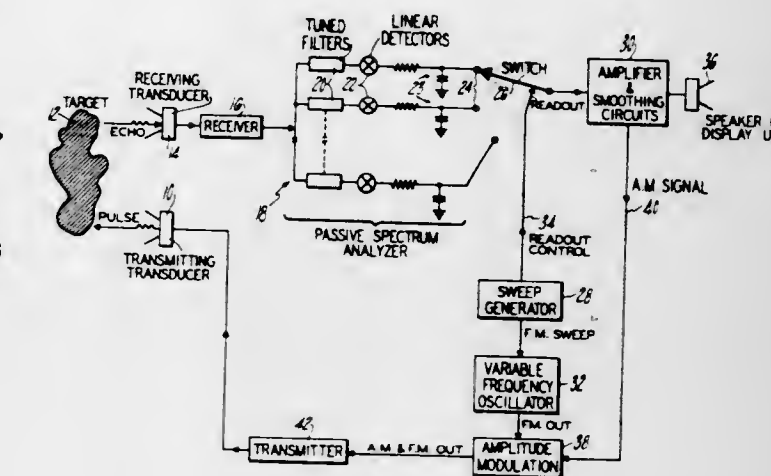 TUNED
FILTERS
LINEAR
DETECTORS
RECEIVING
TRANSDUCER
TARGET
12
ECHO
14
16
RECEIVER
20
22
23
24
SWITCH
26
READOUT
30
AMPLIFIER
&
SMOOTHING
CIRCUITS
36
SPEAKER
DISPLAY U
18
PASSIVE SPECTRUM
ANALYZER
PULSE
10
TRANSMITTING
TRANSDUCER
34
READOUT
CONTROL
A.M. SIGNAL
40
SWEEP
GENERATOR
28
F.M. SWEEP
VARIABLE
FREQUENCY
OSCILLATOR
32
F.M. OUT
AMPLITUDE
MODULATION
38
A.M. & F.M. OUT
42
TRANSMITTER